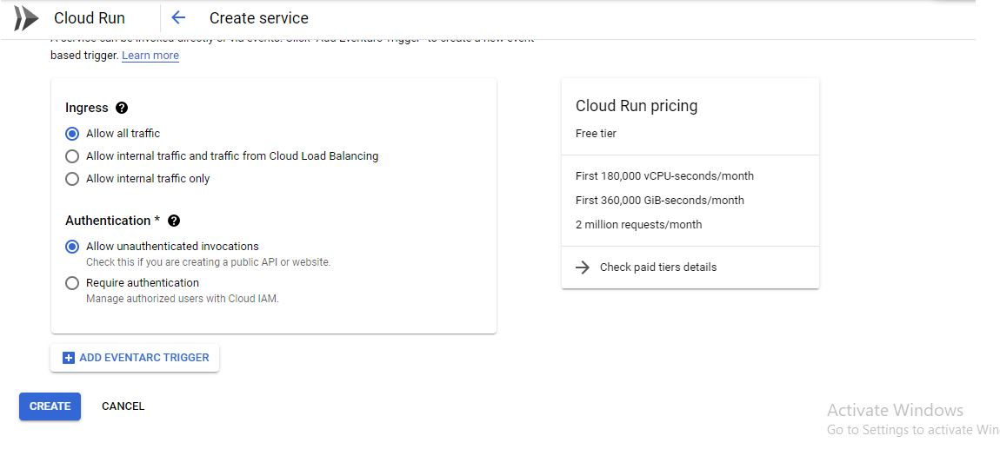 Cloud Run
Create service
based trigger. Learn more
Ingress
Allow all traffic
Allow internal traffic and traffic from Cloud Load Balancing
Allow internal traffic only
Authentication *
Allow unauthenticated invocations
Check this if you are creating a public API or website.
Require authentication
Manage authorized users with Cloud IAM.
ADD EVENTARC TRIGGER
CREATE
CANCEL
Cloud Run pricing
Free tier
First 180,000 vCPU-seconds/month
First 360,000 GiB-seconds/month
2 million requests/month
Check paid tiers details
Activate Windows
Go to Settings to activate Win